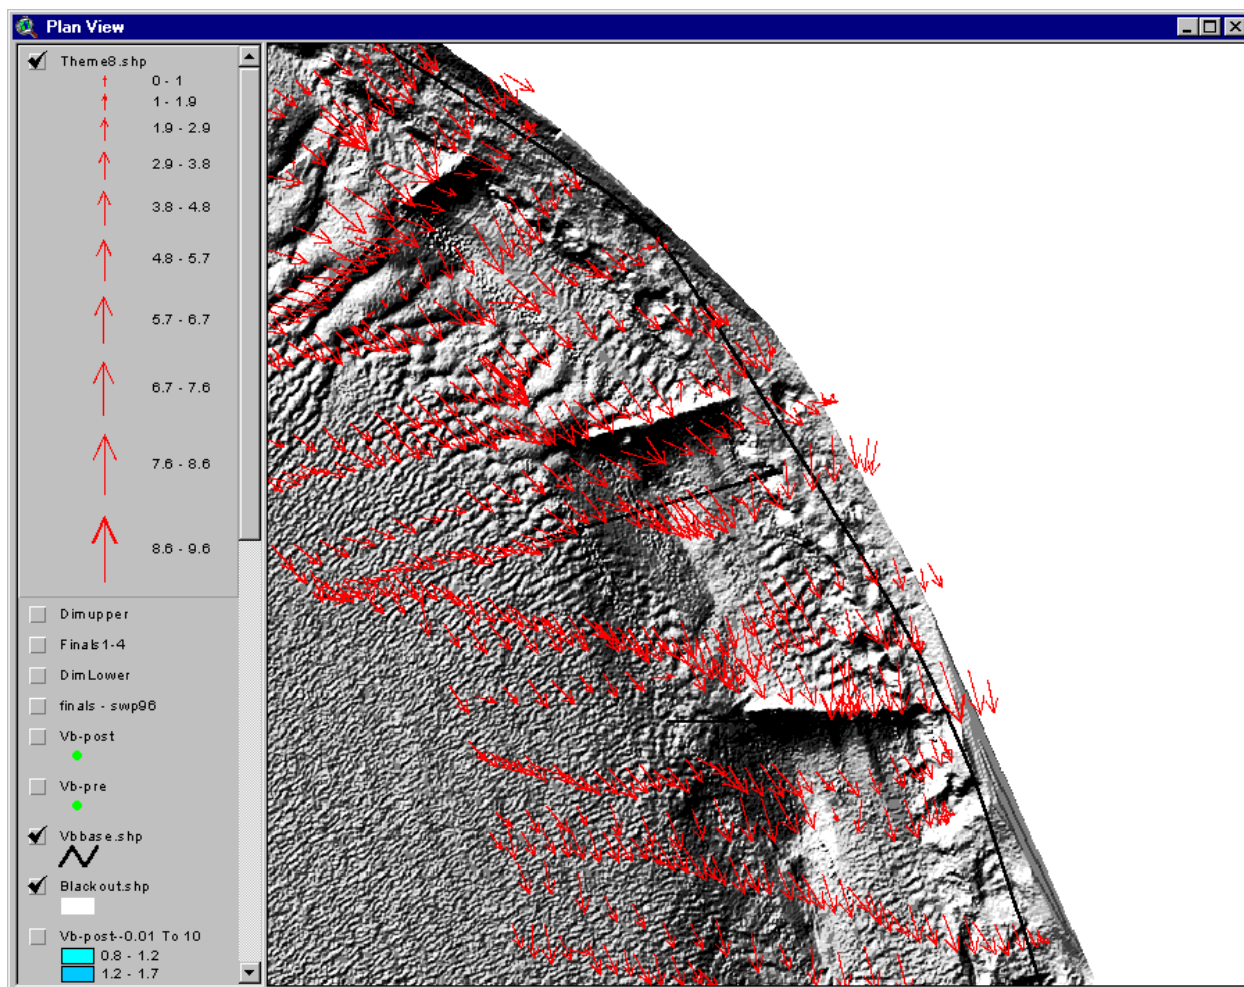 Plan View
Theme8.shp
0 - 1
1 - 1.9
1.9 - 2.9
2.9 - 3.8
3.8 - 4.8
4.8 - 5.7
5.7 - 6.7
6.7 - 7.6
7.6 - 8.6
8.6 - 9.6
Dimupper
Finals1-4
DimLower
finals - swp96
Vb-post
Vb-pre
Vbbase.shp
Blackout.shp
Vb-post--0.01 To 10
0.8 - 1.2
1.2 - 1.7